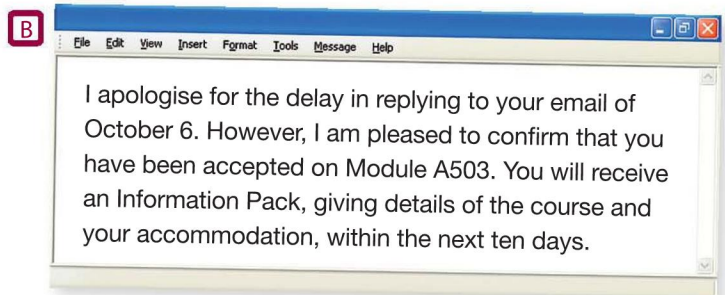 B
File Edit View Insert Format Tools Message Help
I apologise for the delay in replying to your email of
October 6. However, I am pleased to confirm that you
have been accepted on Module A503. You will receive
an Information Pack, giving details of the course and
your accommodation, within the next ten days.